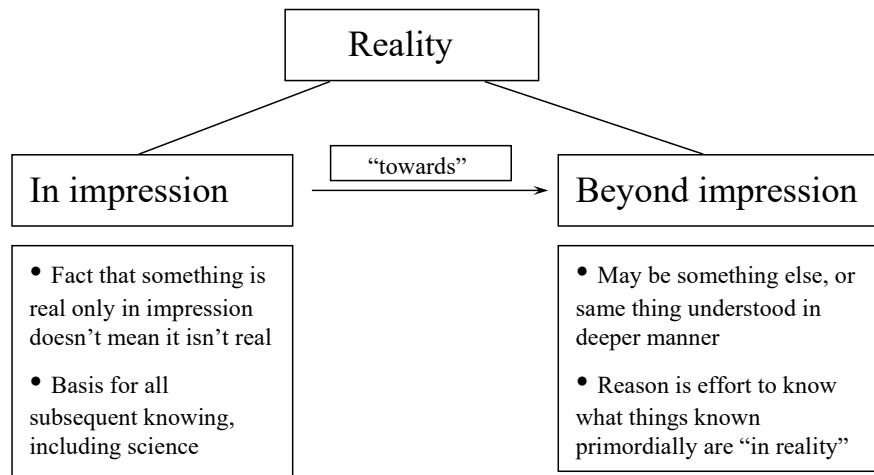 Reality
“towards”
In impression
Beyond impression
• Fact that something is
real only in impression
doesn’t mean it isn’t real
• Basis for all
subsequent knowing,
including science
• May be something else, or
same thing understood in
deeper manner
• Reason is effort to know
what things known
primordially are “in reality”